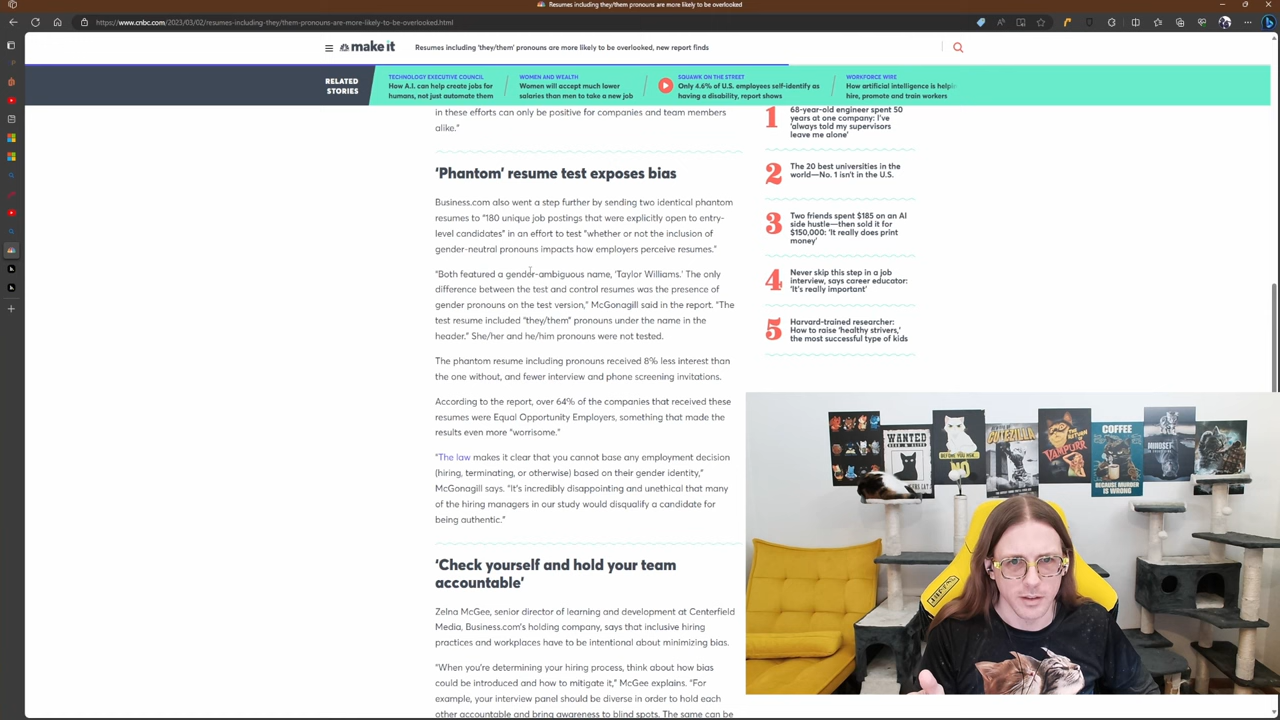 Resumes including they/them pronouns are more likely to be overlooked
https://www.cnbc.com/2023/03/02/resumes-including-they/them-pronouns-are-more-likely-to-be-overlooked.html
make it
Resumes including 'they/them' pronouns are more likely to be overlooked, new report finds
RELATED
STORIES
TECHNOLOGY EXECUTIVE COUNCIL
How A.I. can help create jobs for
humans, not just automate them
WOMEN AND WEALTH
Women will accept much lower
salaries than men to take a new job
SQUAWK ON THE STREET
Only 4.6% of U.S. employees self-identify as
having a disability, report shows
WORKFORCE WIRE
How artificial intelligence is helpi
hire, promote and train workers
in these efforts can only be positive for companies and team members
alike."
'Phantom' resume test exposes bias
Business.com also went a step further by sending two identical phantom
resumes to "180 unique job postings that were explicitly open to entry-
level candidates" in an effort to test "whether or not the inclusion of
gender-neutral pronouns impacts how employers perceive resumes."
"Both featured a gender-ambiguous name, 'Taylor Williams.' The only
difference between the test and control resumes was the presence of
gender pronouns on the test version," McGonagill said in the report. "The
test resume included "they/them" pronouns under the name in the
header." She/her and he/him pronouns were not tested.
The phantom resume including pronouns received 8% less interest than
the one without, and fewer interview and phone screening invitations.
According to the report, over 64% of the companies that received these
resumes were Equal Opportunity Employers, something that made the
results even more "worrisome."
"The law makes it clear that you cannot base any employment decision
(hiring, terminating, or otherwise) based on their gender identity,"
McGonagill says. "It's incredibly disappointing and unethical that many
of the hiring managers in our study would disqualify a candidate for
being authentic."
'Check yourself and hold your team
accountable'
Zelna McGee, senior director of learning and development at Centerfield
Media, Business.com's holding company, says that inclusive hiring
practices and workplaces have to be intentional about minimizing bias.
"When you're determining your hiring process, think about how bias
could be introduced and how to mitigate it," McGee explains. "For
example, your interview panel should be diverse in order to hold each
other accountable and bring awareness to blind spots. The same can be
1
68-year-old engineer spent 50
years at one company: I've
'always told my supervisors
leave me alone'
2
The 20 best universities in the
world—No. 1 isn't in the U.S.
3
Two friends spent $185 on an AI
side hustle—then sold it for
$150,000: 'It really does print
money'
4
Never skip this step in a job
interview, says career educator:
'It's really important'
5
Harvard-trained researcher:
How to raise 'healthy strivers,'
the most successful type of kids
WANTED
NO
CATZILLA
THE RETURN
VAMPURR
COFFEE
BECAUSE MURDER
IS WRONG
MINDSET